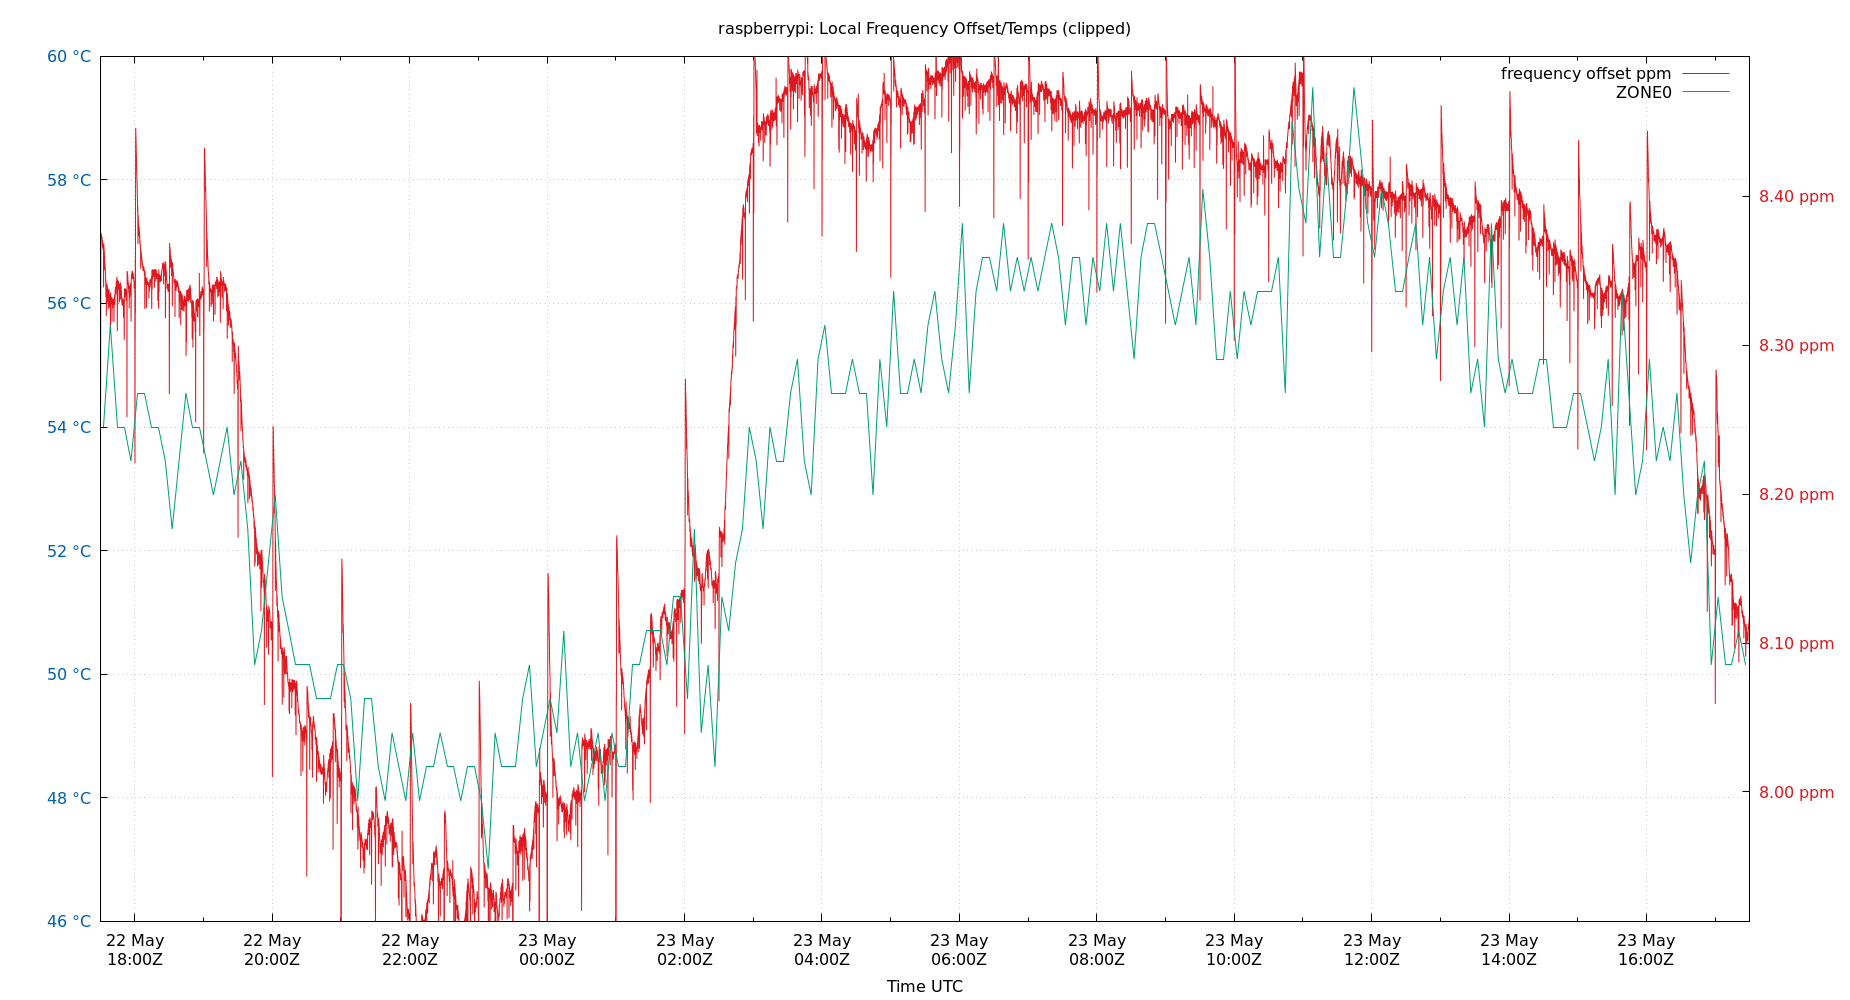 raspberrypi: Local Frequency Offset/Temps (clipped)
frequency offset ppm
ZONE0
60 °C
58 °C
56 °C
54 °C
52 °C
50 °C
48 °C
46 °C
8.40 ppm
8.30 ppm
8.20 ppm
8.10 ppm
8.00 ppm
22 May 22 May 22 May 23 May 23 May 23 May 23 May 23 May 23 May 23 May 23 May 23 May
18:00Z 20:00Z 22:00Z 00:00Z 02:00Z 04:00Z 06:00Z 08:00Z 10:00Z 12:00Z 14:00Z 16:00Z
Time UTC